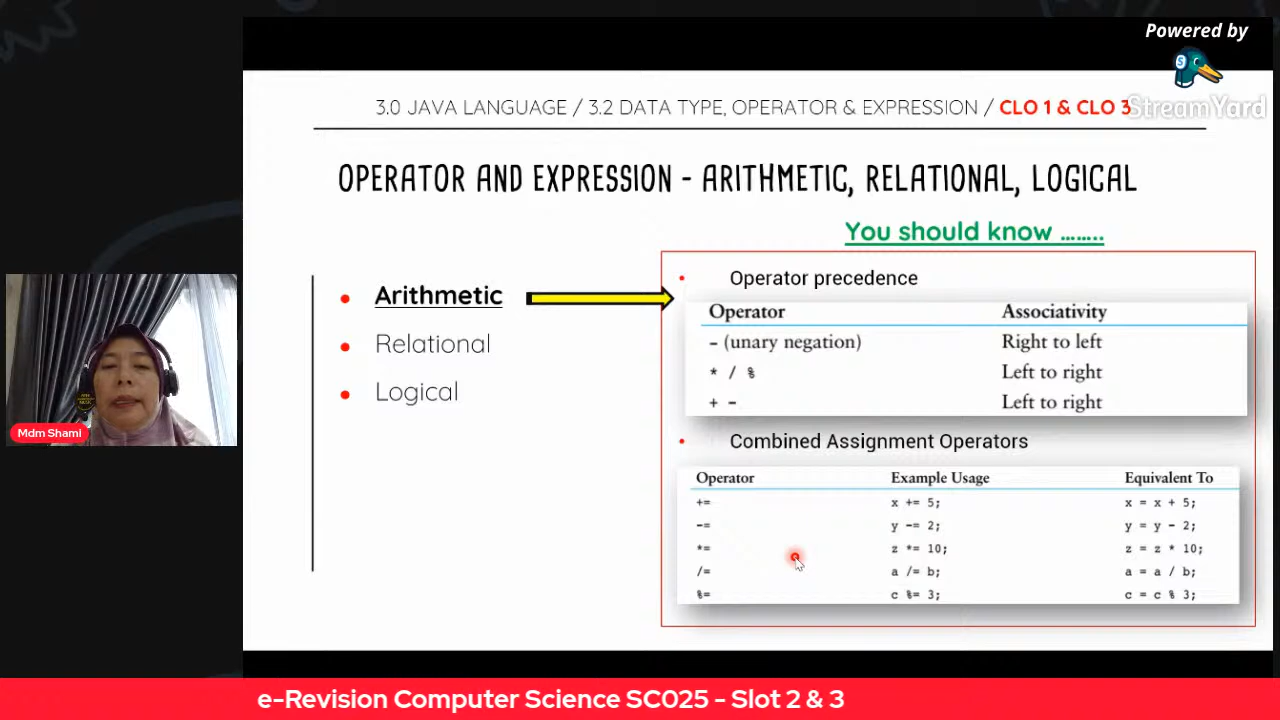 Powered by
StreamYard
3.0 JAVA LANGUAGE / 3.2 DATA TYPE, OPERATOR & EXPRESSION / CLO 1 & CLO 3
OPERATOR AND EXPRESSION - ARITHMETIC, RELATIONAL, LOGICAL
You should know ........
• Arithmetic
• Relational
• Logical
• Operator precedence
Operator Associativity
- (unary negation) Right to left
* / % Left to right
+ - Left to right
• Combined Assignment Operators
Operator Example Usage Equivalent To
+= x += 5; x = x + 5;
-= y -= 2; y = y - 2;
*= z *= 10; z = z * 10;
/= a /= b; a = a / b;
%= c %= 3; c = c % 3;
Mdm Shami
e-Revision Computer Science SC025 - Slot 2 & 3